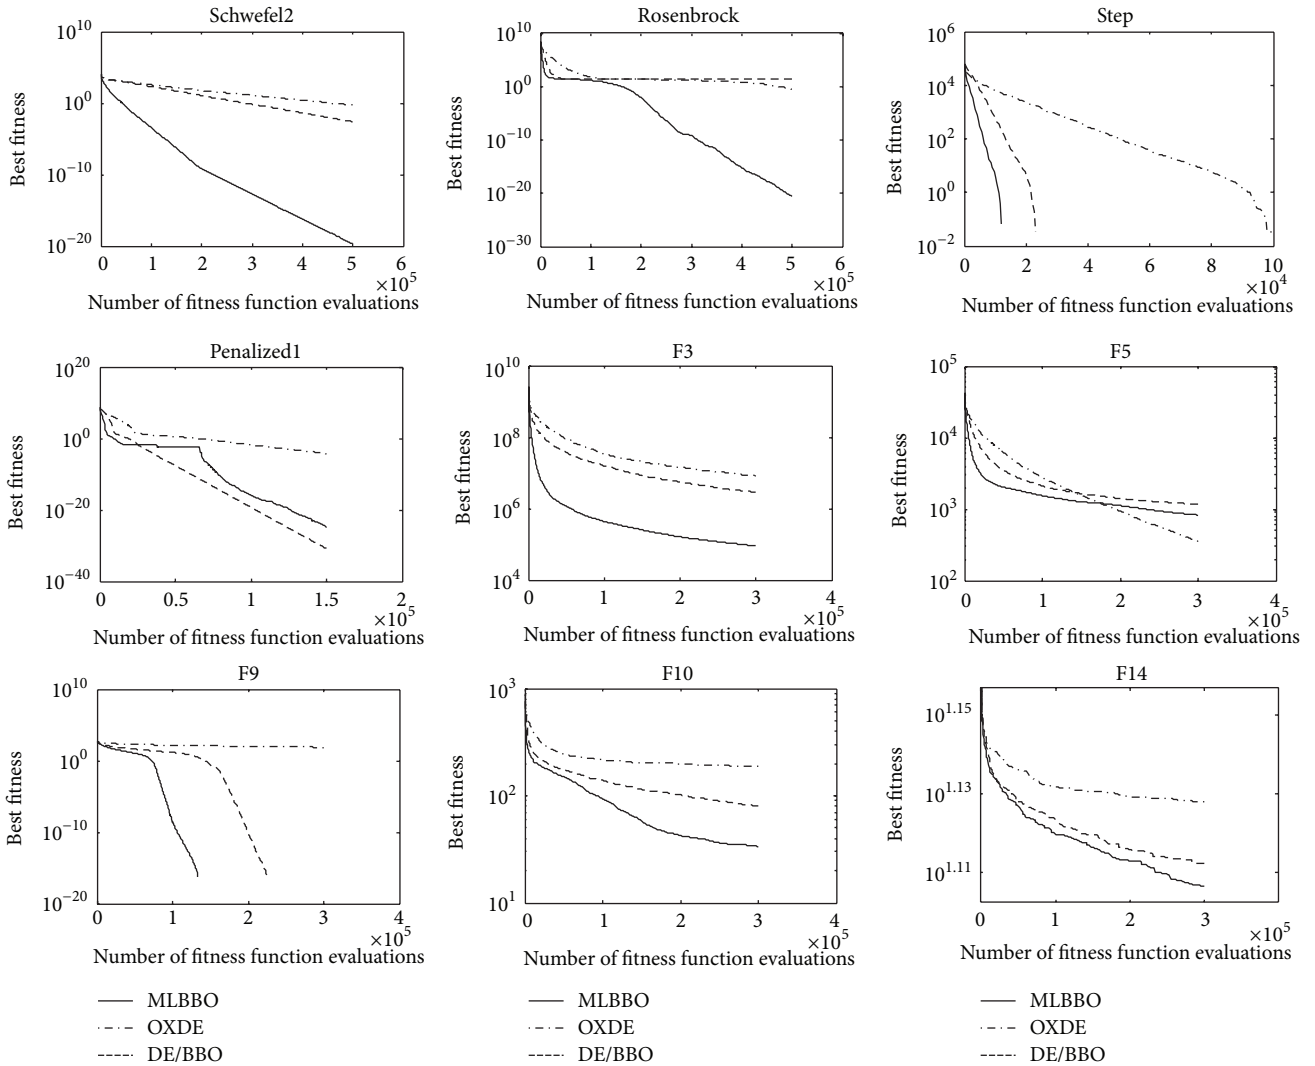 Schwefel2
Best fitness
10^10
10^0
10^−10
10^−20
0 1 2 3 4 5 6
×10^5
Number of fitness function evaluations
Rosenbrock
Best fitness
10^10
10^0
10^−10
10^−20
10^−30
0 1 2 3 4 5 6
×10^5
Number of fitness function evaluations
Step
Best fitness
10^6
10^4
10^2
10^0
10^−2
0 2 4 6 8 10
×10^4
Number of fitness function evaluations
Penalized1
Best fitness
10^20
10^0
10^−20
10^−40
0 0.5 1 1.5 2
×10^5
Number of fitness function evaluations
F3
Best fitness
10^10
10^8
10^6
10^4
0 1 2 3 4
×10^5
Number of fitness function evaluations
F5
Best fitness
10^5
10^4
10^3
10^2
0 1 2 3 4
×10^5
Number of fitness function evaluations
F9
Best fitness
10^10
10^0
10^−10
10^−20
0 1 2 3 4
×10^5
Number of fitness function evaluations
F10
Best fitness
10^3
10^2
10^1
0 1 2 3 4
×10^5
Number of fitness function evaluations
F14
Best fitness
10^1.15
10^1.13
10^1.11
0 1 2 3
×10^5
Number of fitness function evaluations
MLBBO
OXDE
DE/BBO
MLBBO
OXDE
DE/BBO
MLBBO
OXDE
DE/BBO